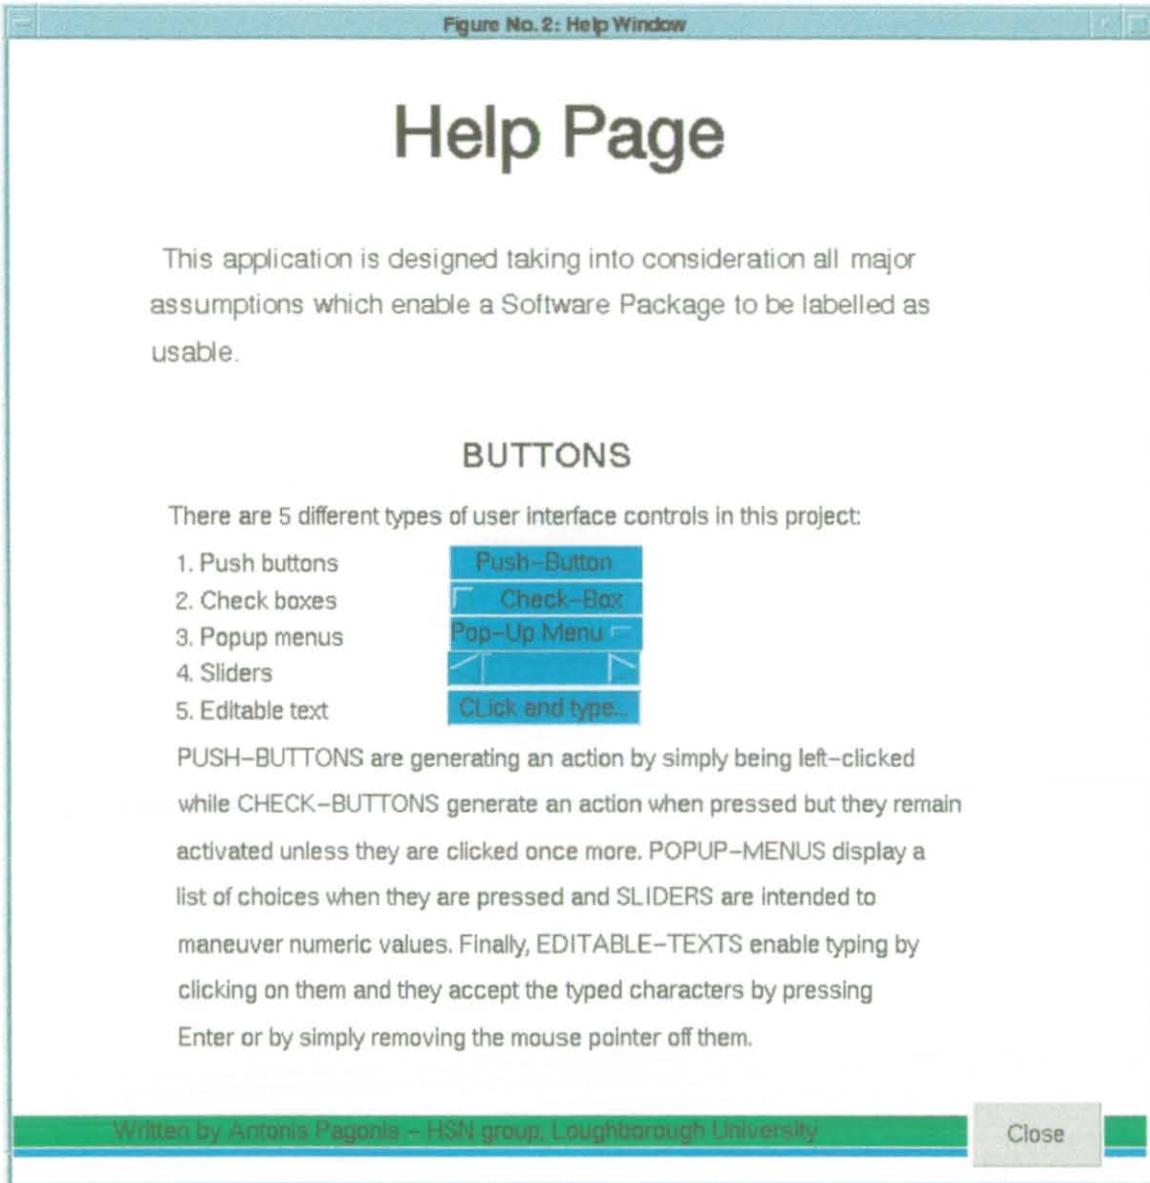 Figure No. 2: Help Window
Help Page
This application is designed taking into consideration all major
assumptions which enable a Software Package to be labelled as
usable.
BUTTONS
There are 5 different types of user interface controls in this project:
1. Push buttons Push-Button
2. Check boxes Check-Box
3. Popup menus Pop-Up Menu
4. Sliders
5. Editable text CLick and type...
PUSH-BUTTONS are generating an action by simply being left-clicked
while CHECK-BUTTONS generate an action when pressed but they remain
activated unless they are clicked once more. POPUP-MENUS display a
list of choices when they are pressed and SLIDERS are intended to
maneuver numeric values. Finally, EDITABLE-TEXTS enable typing by
clicking on them and they accept the typed characters by pressing
Enter or by simply removing the mouse pointer off them.
Written by Antonis Pagonis - HSN group, Loughborough University
Close